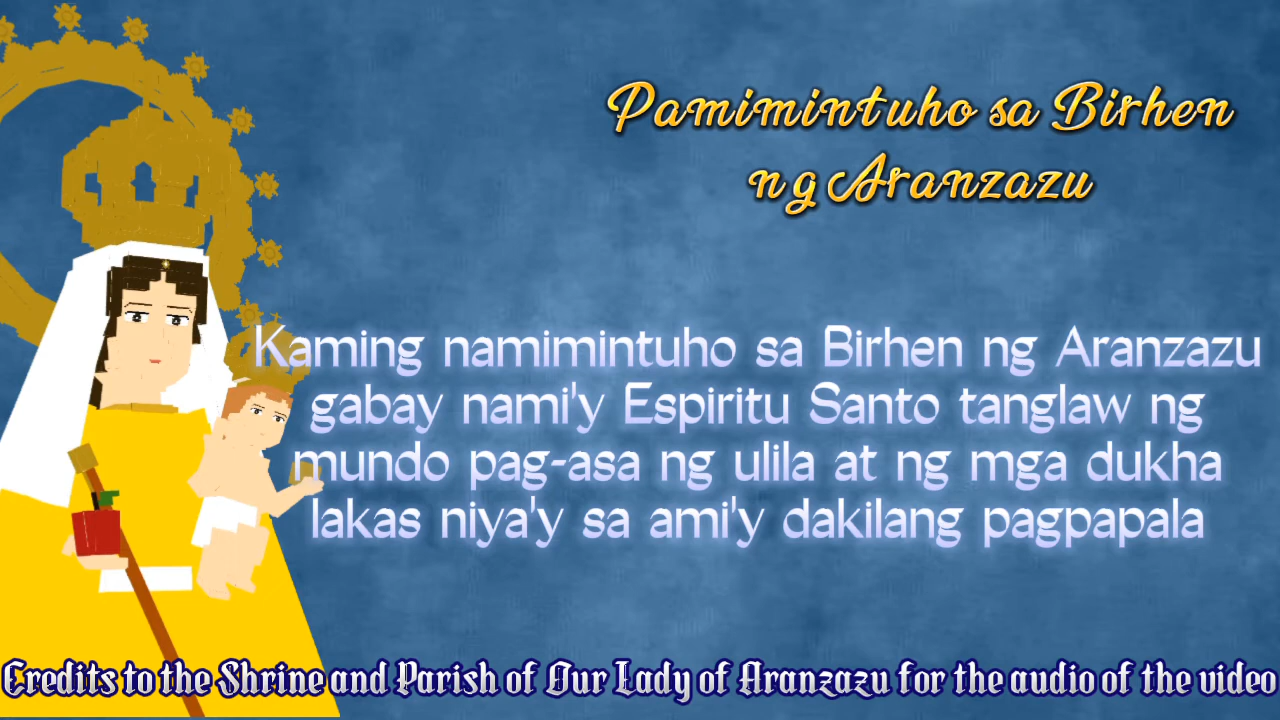 Pamimintuho sa Birhen
ng Aranzazu
Kaming namimintuho sa Birhen ng Aranzazu
gabay nami'y Espiritu Santo tanglaw ng
mundo pag-asa ng ulila at ng mga dukha
lakas niya'y sa ami'y dakilang pagpapala
Credits to the Shrine and Parish of Our Lady of Aranzazu for the audio of the video